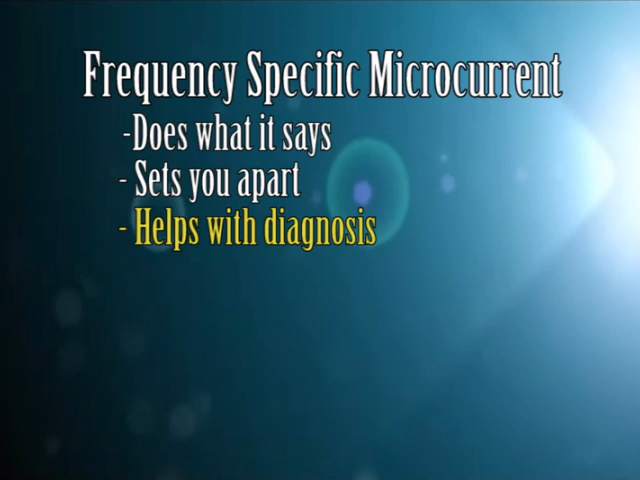 Frequency Specific Microcurrent
-Does what it says
- Sets you apart
- Helps with diagnosis